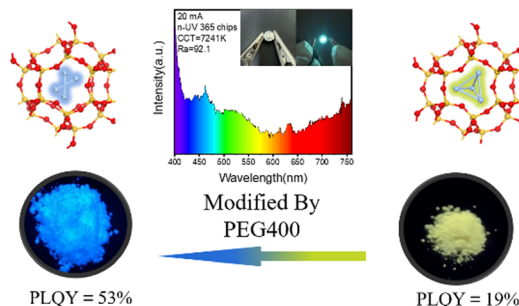 20 mA
n-UV 365 chips
CCT=7241K
Ra=92.1
Intensity(a.u.)
400 450 500 550 600 650 700 750
Wavelength(nm)
Modified By
PEG400
PLQY = 53%
PLQY = 19%